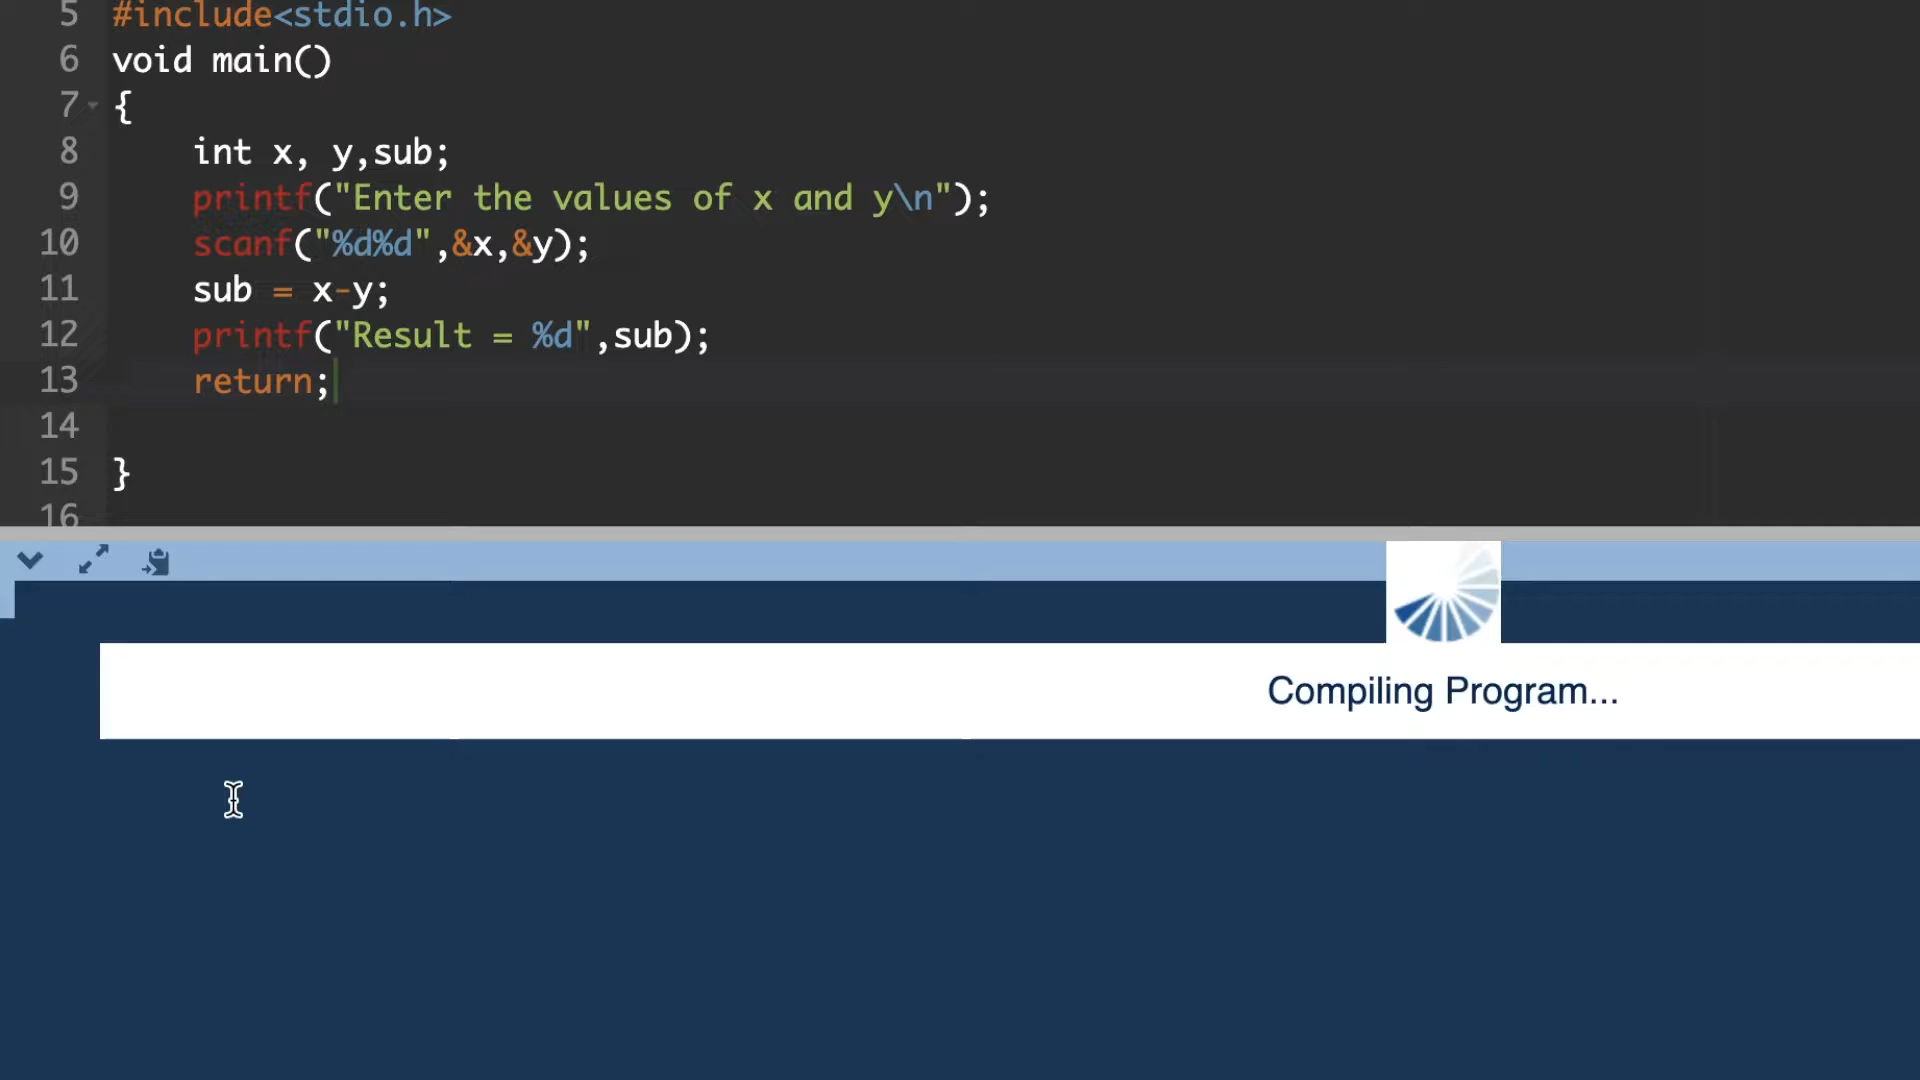 5 #include<stdio.h>
6 void main()
7 {
8 int x, y,sub;
9 printf("Enter the values of x and y\n");
10 scanf("%d%d",&x,&y);
11 sub = x-y;
12 printf("Result = %d",sub);
13 return;
14
15 }
16
Compiling Program...